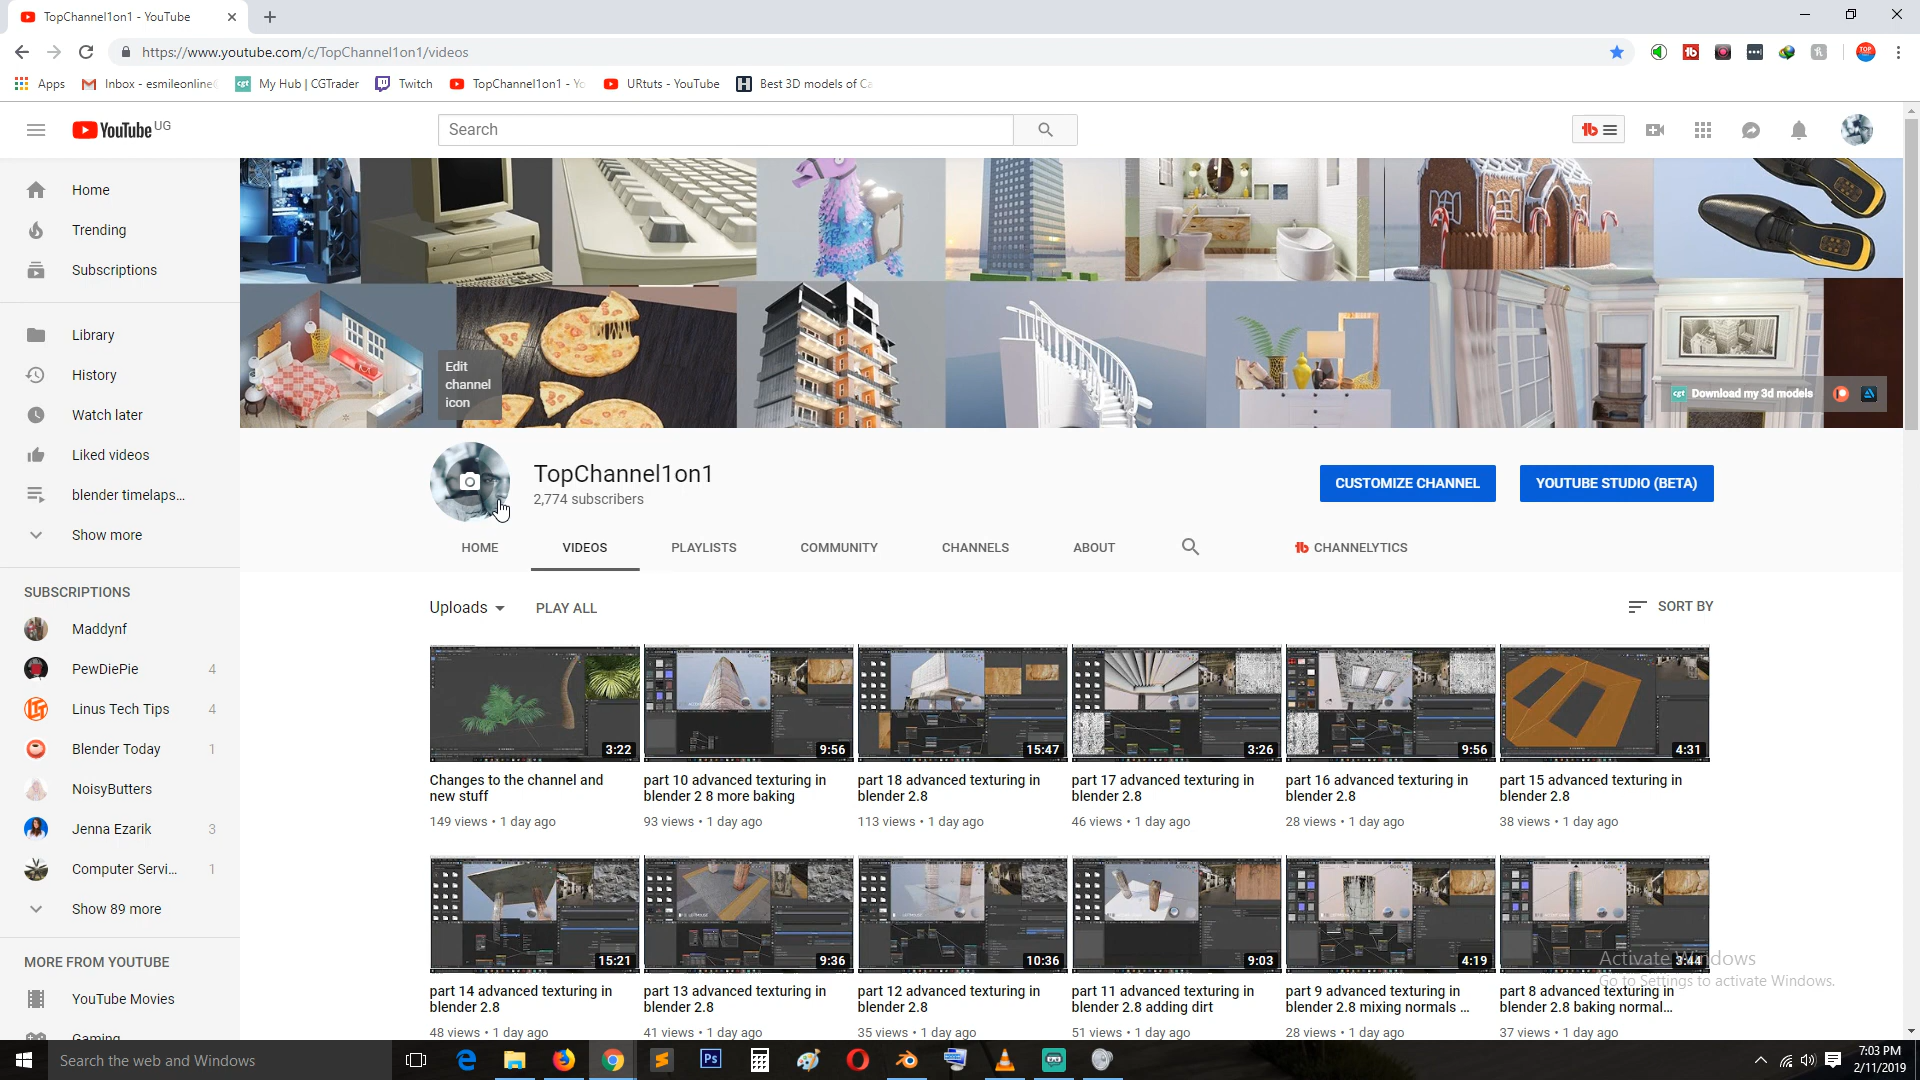 TopChannel1on1 - YouTube
https://www.youtube.com/c/TopChannel1on1/videos
Apps
Inbox - esmileonline
My Hub | CGTrader
Twitch
TopChannel1on1 - Yo
URtuts - YouTube
Best 3D models of Ca
YouTube UG
Search
Home
Trending
Subscriptions
Library
History
Watch later
Liked videos
blender timelaps...
Show more
SUBSCRIPTIONS
Maddynf
PewDiePie 4
Linus Tech Tips 4
Blender Today 1
NoisyButters
Jenna Ezarik 3
Computer Servi... 1
Show 89 more
MORE FROM YOUTUBE
YouTube Movies
Gaming
Edit
channel
icon
cgt Download my 3d models
TopChannel1on1
2,774 subscribers
CUSTOMIZE CHANNEL
YOUTUBE STUDIO (BETA)
HOME
VIDEOS
PLAYLISTS
COMMUNITY
CHANNELS
ABOUT
CHANNELYTICS
Uploads
PLAY ALL
SORT BY
3:22
Changes to the channel and
new stuff
149 views • 1 day ago
9:56
part 10 advanced texturing in
blender 2 8 more baking
93 views • 1 day ago
15:47
part 18 advanced texturing in
blender 2.8
113 views • 1 day ago
3:26
part 17 advanced texturing in
blender 2.8
46 views • 1 day ago
9:56
part 16 advanced texturing in
blender 2.8
28 views • 1 day ago
4:31
part 15 advanced texturing in
blender 2.8
38 views • 1 day ago
15:21
part 14 advanced texturing in
blender 2.8
48 views • 1 day ago
9:36
part 13 advanced texturing in
blender 2.8
41 views • 1 day ago
10:36
part 12 advanced texturing in
blender 2.8
35 views • 1 day ago
9:03
part 11 advanced texturing in
blender 2.8 adding dirt
51 views • 1 day ago
4:19
part 9 advanced texturing in
blender 2.8 mixing normals ...
28 views • 1 day ago
3:44
part 8 advanced texturing in
blender 2.8 baking normal...
37 views • 1 day ago
Activate Windows
Go to Settings to activate Windows.
Search the web and Windows
Ps
7:03 PM
2/11/2019